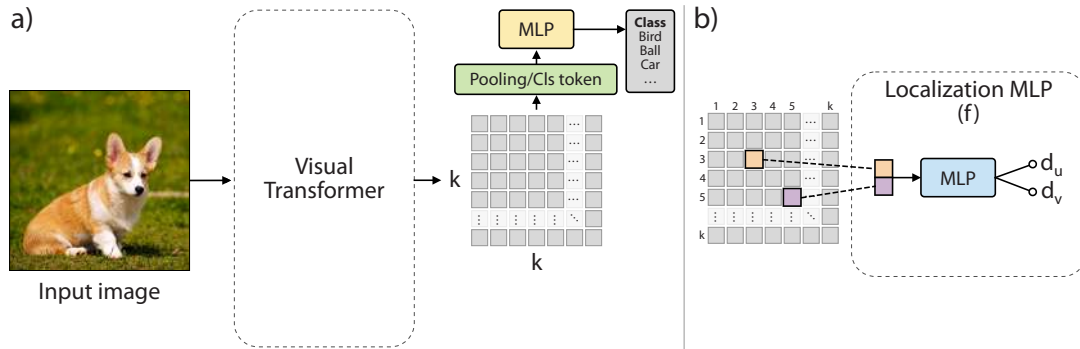 a)
Input image
Visual
Transformer
k
k
Pooling/Cls token
MLP
Class
Bird
Ball
Car
...
b)
1 2 3 4 5 ... k
1
2
3
4
5
k
Localization MLP
(f)
MLP
d_u
d_v